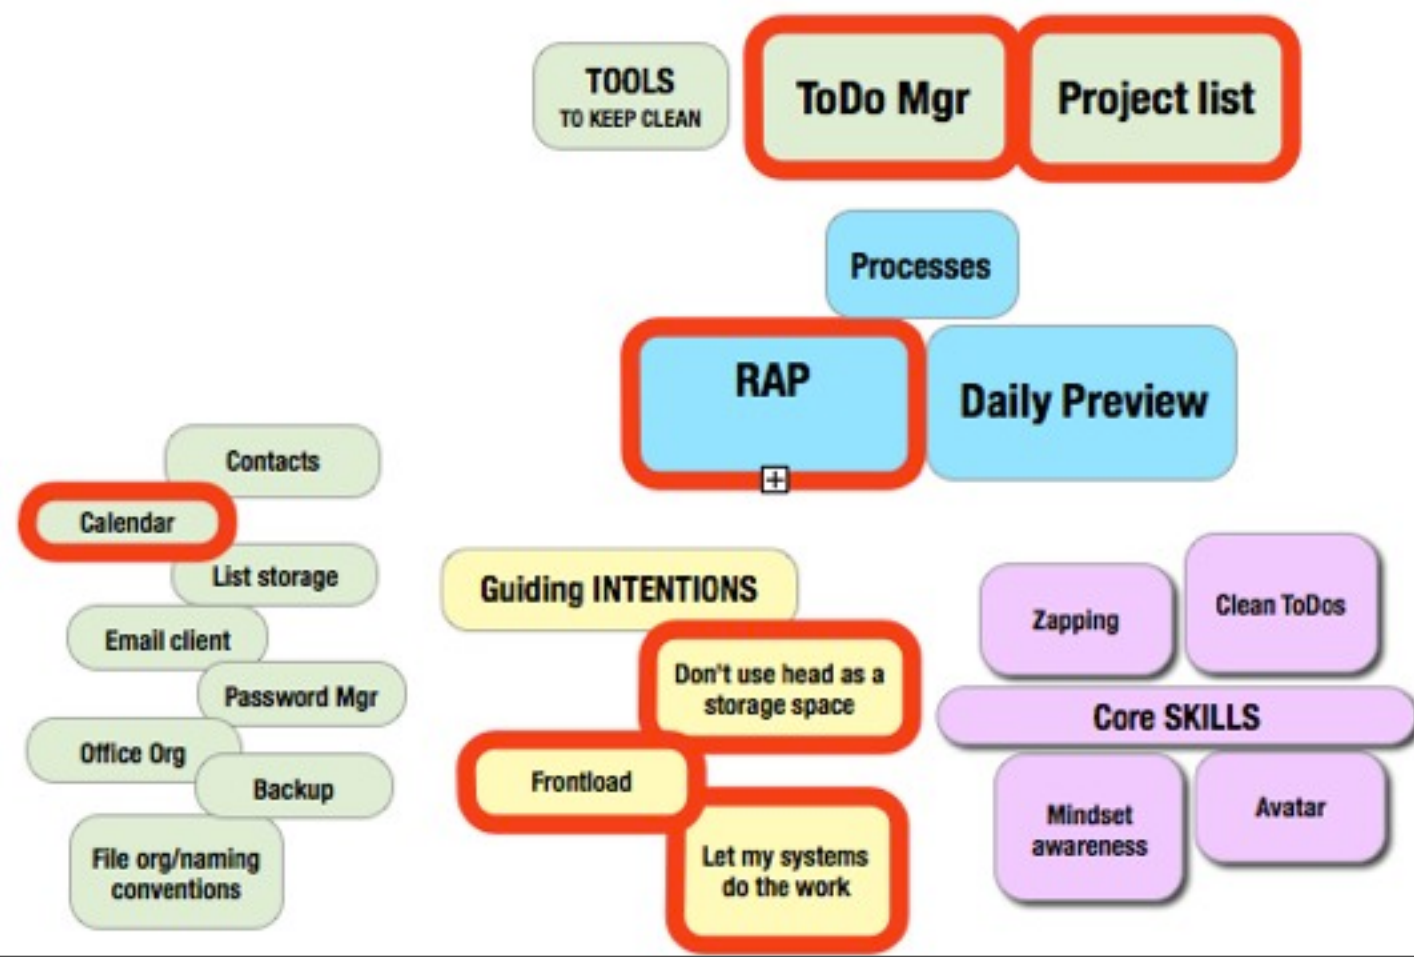 TOOLS
TO KEEP CLEAN
ToDo Mgr
Project list
Processes
RAP
Daily Preview
Contacts
Calendar
List storage
Email client
Password Mgr
Office Org
Backup
File org/naming
conventions
Guiding INTENTIONS
Don't use head as a
storage space
Frontload
Let my systems
do the work
Zapping
Clean ToDos
Core SKILLS
Mindset
awareness
Avatar